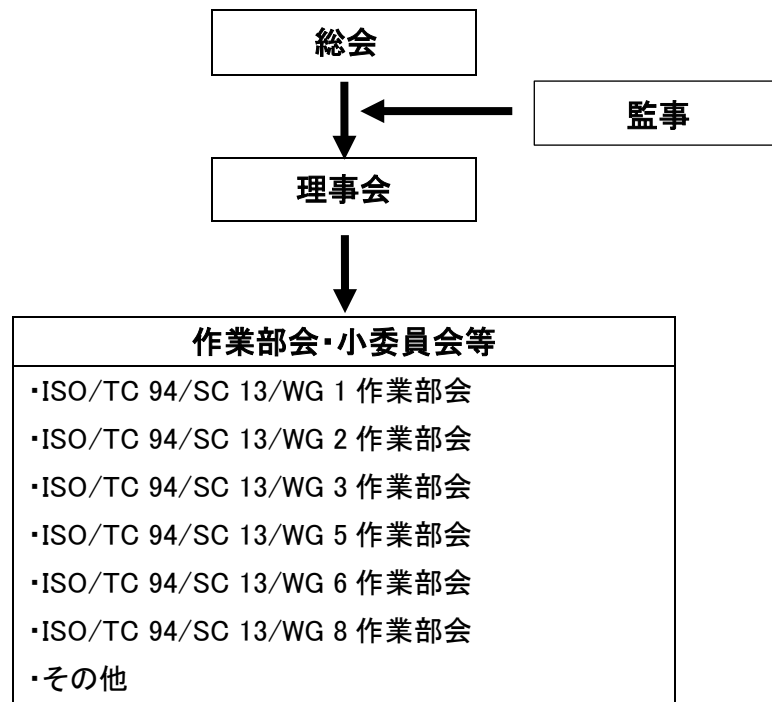 総会
監事
理事会
作業部会・小委員会等
・ISO/TC 94/SC 13/WG 1 作業部会
・ISO/TC 94/SC 13/WG 2 作業部会
・ISO/TC 94/SC 13/WG 3 作業部会
・ISO/TC 94/SC 13/WG 5 作業部会
・ISO/TC 94/SC 13/WG 6 作業部会
・ISO/TC 94/SC 13/WG 8 作業部会
・その他